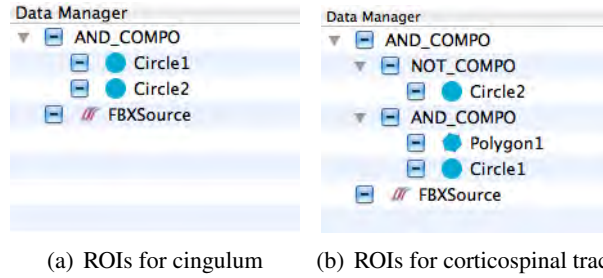 Data Manager
AND_COMPO
Circle1
Circle2
FBXSource
(a) ROIs for cingulum
Data Manager
AND_COMPO
NOT_COMPO
Circle2
AND_COMPO
Polygon1
Circle1
FBXSource
(b) ROIs for corticospinal trac